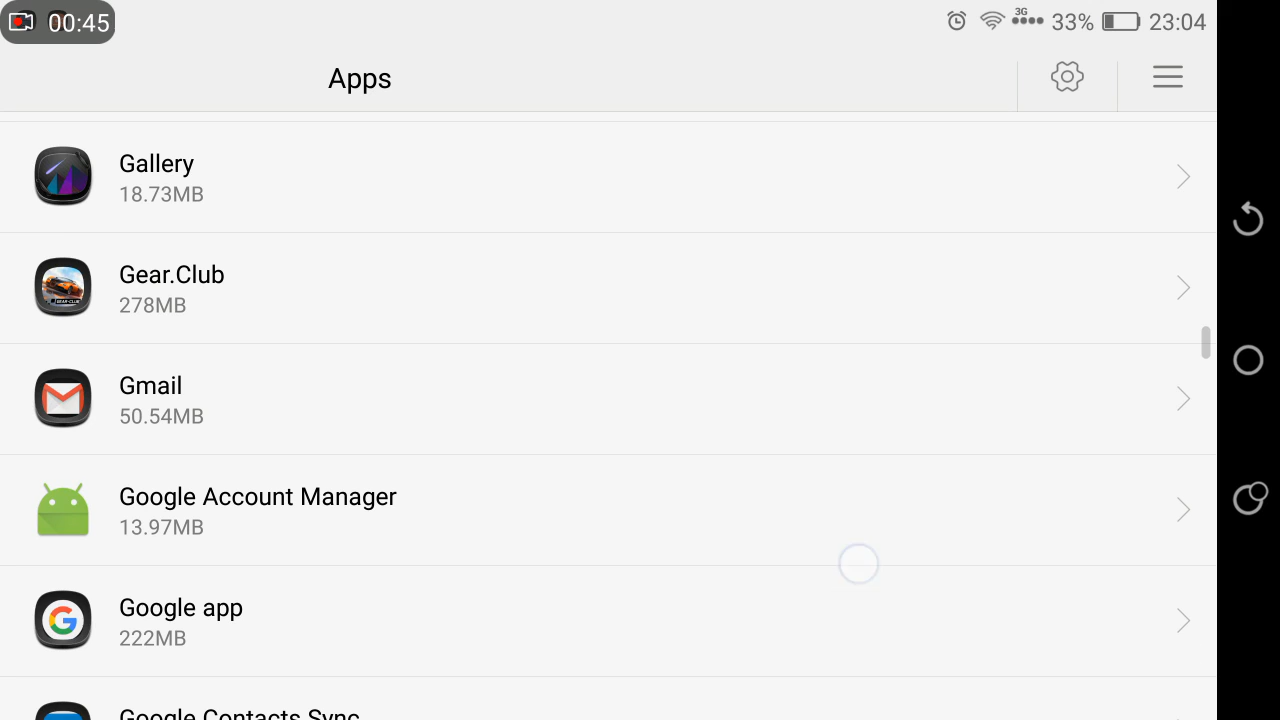 00:45
3G
33%
23:04
Apps
Gallery
18.73MB
Gear.Club
278MB
Gmail
50.54MB
Google Account Manager
13.97MB
Google app
222MB
Google Contacts Sync